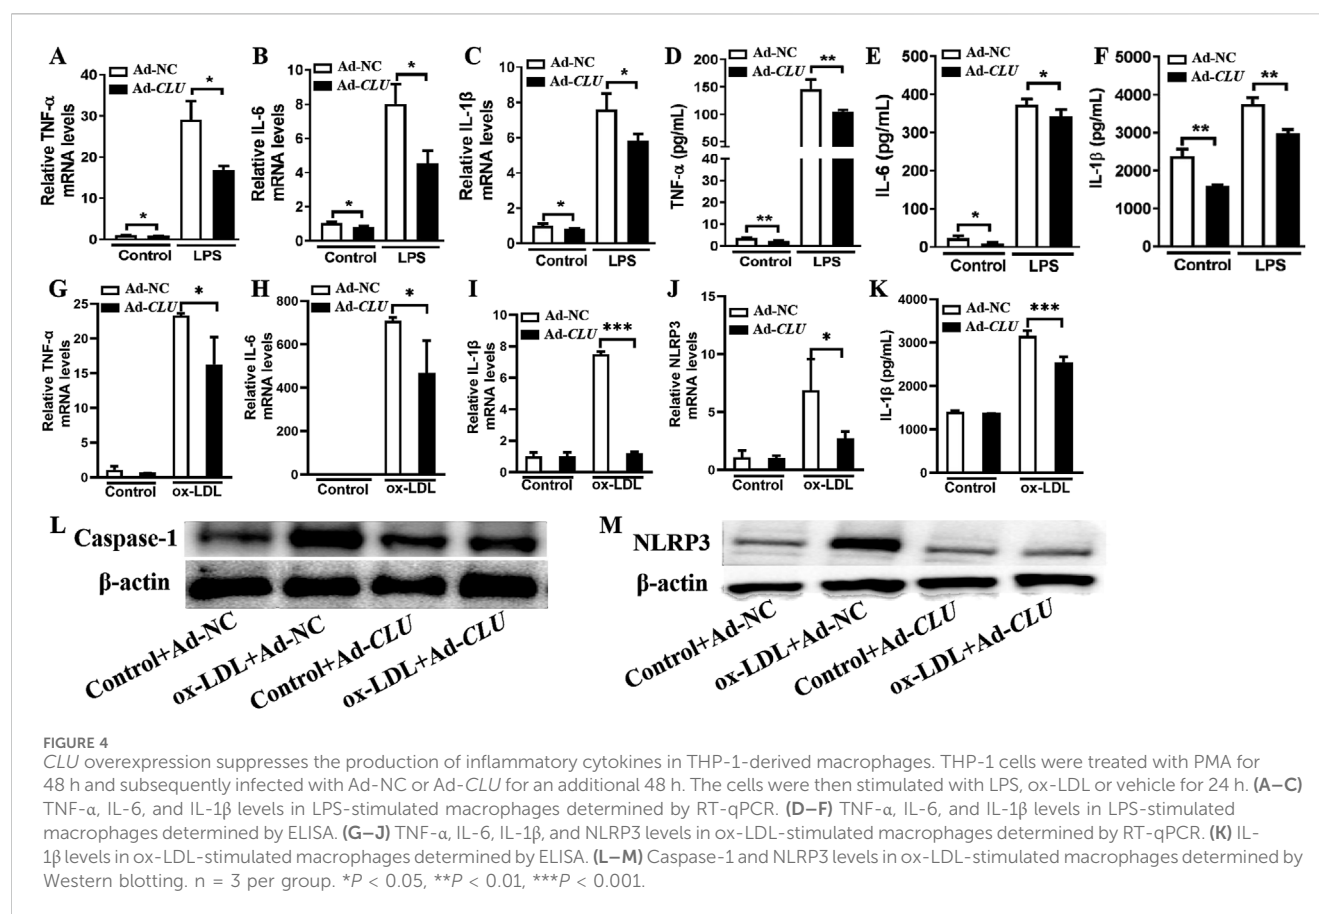 A
Ad-NC
Ad-CLU
Relative TNF-α
mRNA levels
40
30
20
10
0
*
*
Control
LPS
B
Ad-NC
Ad-CLU
Relative IL-6
mRNA levels
10
8
6
4
2
0
*
*
Control
LPS
C
Ad-NC
Ad-CLU
Relative IL-1β
mRNA levels
10
8
6
4
2
0
*
*
Control
LPS
D
Ad-NC
Ad-CLU
TNF-α (pg/mL)
200
150
100
50
30
20
10
0
**
**
Control
LPS
E
Ad-NC
Ad-CLU
IL-6 (pg/mL)
500
400
300
200
100
0
*
*
Control
LPS
F
Ad-NC
Ad-CLU
IL-1β (pg/mL)
5000
4000
3000
2000
1000
0
**
**
Control
LPS
G
Ad-NC
Ad-CLU
Relative TNF-α
mRNA levels
25
20
15
10
5
0
*
Control
ox-LDL
H
Ad-NC
Ad-CLU
Relative IL-6
mRNA levels
800
600
400
200
0
*
Control
ox-LDL
I
Ad-NC
Ad-CLU
Relative IL-1β
mRNA levels
10
8
6
4
2
0
***
Control
ox-LDL
J
Ad-NC
Ad-CLU
Relative NLRP3
mRNA levels
15
10
5
0
*
Control
ox-LDL
K
Ad-NC
Ad-CLU
IL-1β (pg/mL)
4000
3000
2000
1000
0
***
Control
ox-LDL
L
Caspase-1
β-actin
Control+Ad-NC
ox-LDL+Ad-NC
Control+Ad-CLU
ox-LDL+Ad-CLU
M
NLRP3
β-actin
Control+Ad-NC
ox-LDL+Ad-NC
Control+Ad-CLU
ox-LDL+Ad-CLU
FIGURE 4
CLU overexpression suppresses the production of inflammatory cytokines in THP-1-derived macrophages. THP-1 cells were treated with PMA for
48 h and subsequently infected with Ad-NC or Ad-CLU for an additional 48 h. The cells were then stimulated with LPS, ox-LDL or vehicle for 24 h. (A–C)
TNF-α, IL-6, and IL-1β levels in LPS-stimulated macrophages determined by RT-qPCR. (D–F) TNF-α, IL-6, and IL-1β levels in LPS-stimulated
macrophages determined by ELISA. (G–J) TNF-α, IL-6, IL-1β, and NLRP3 levels in ox-LDL-stimulated macrophages determined by RT-qPCR. (K) IL-
1β levels in ox-LDL-stimulated macrophages determined by ELISA. (L–M) Caspase-1 and NLRP3 levels in ox-LDL-stimulated macrophages determined by
Western blotting. n = 3 per group. *P < 0.05, **P < 0.01, ***P < 0.001.